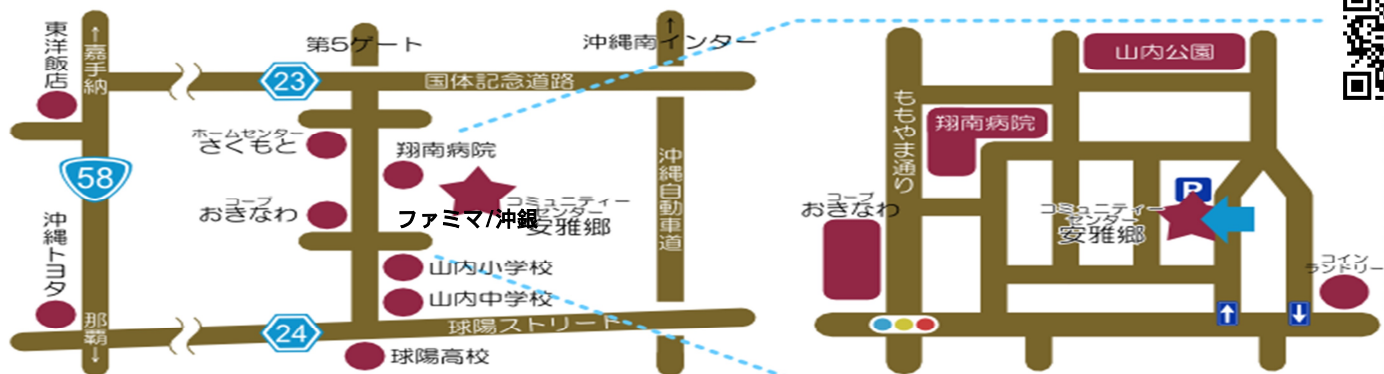 東洋飯店
↑嘉手納
第5ゲート
沖縄南インター
↑
23
国体記念道路
ホームセンター
さくもと
翔南病院
58
コープ
おきなわ
コミュニティー
センター
安雅郷
ファミマ/沖銀
沖縄自動車道
沖縄トヨタ
山内小学校
山内中学校
那覇↓
24
球陽ストリート
球陽高校
山内公園
ももやま通り
翔南病院
P
コープ
おきなわ
コミュニティー
センター
安雅郷
コイン
ランドリー
↑
↓